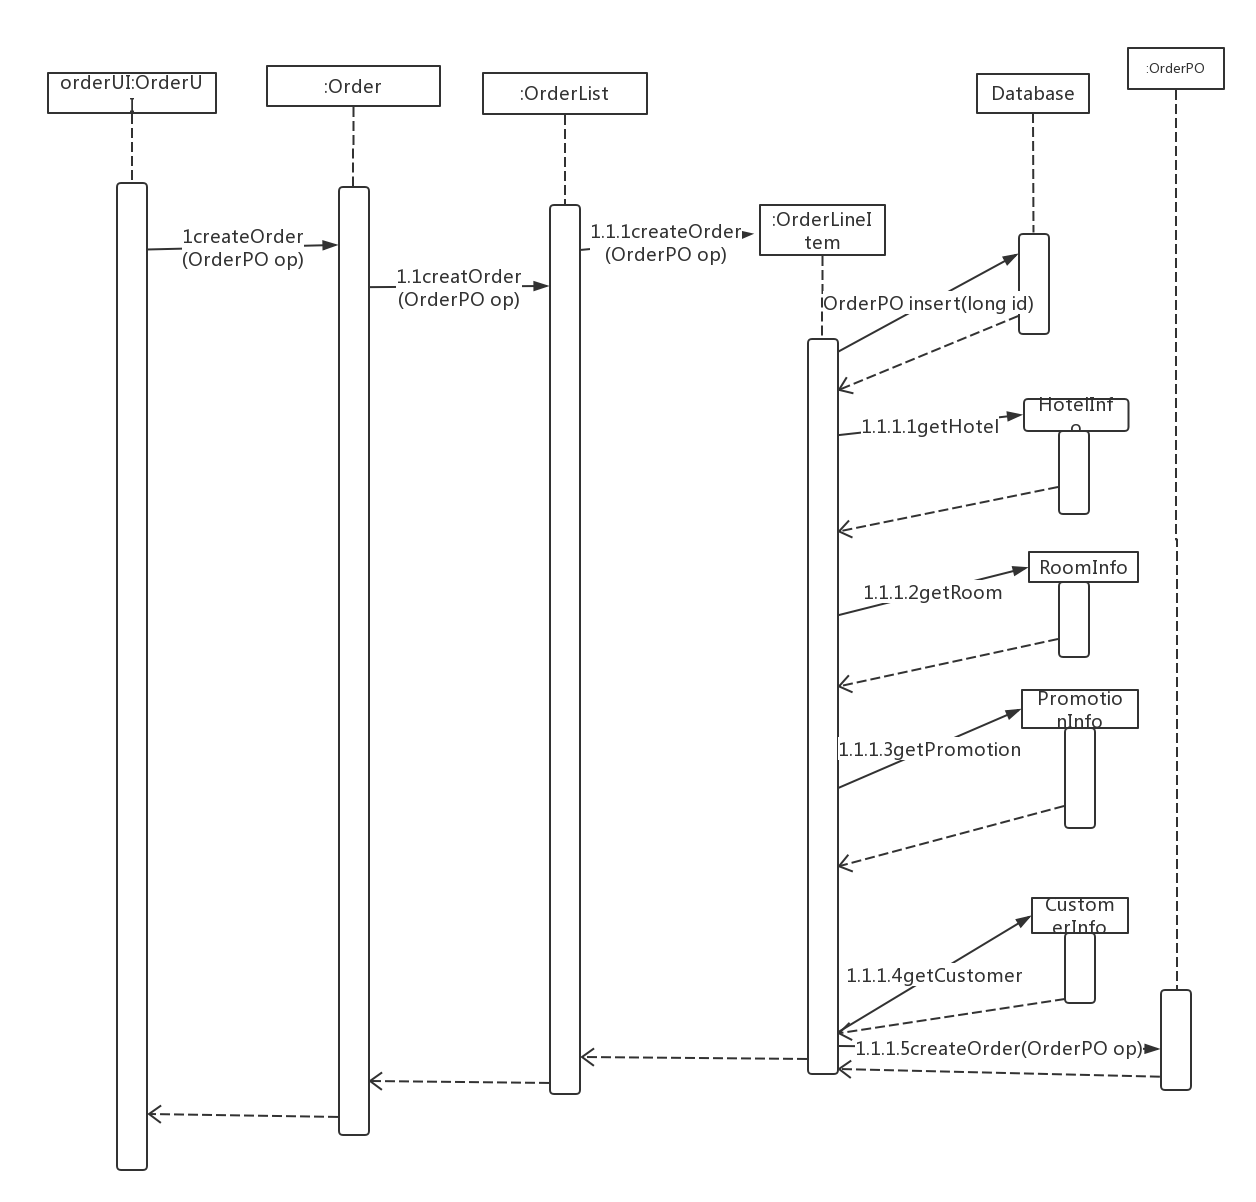 orderUI:OrderU
I
:Order
:OrderList
Database
:OrderPO
:OrderLineI
tem
1createOrder
(OrderPO op)
1.1creatOrder
(OrderPO op)
1.1.1createOrder
(OrderPO op)
OrderPO insert(long id)
HotelInf
o
1.1.1.1getHotel
RoomInfo
1.1.1.2getRoom
Promotio
nInfo
1.1.1.3getPromotion
Custom
erInfo
1.1.1.4getCustomer
1.1.1.5createOrder(OrderPO op)